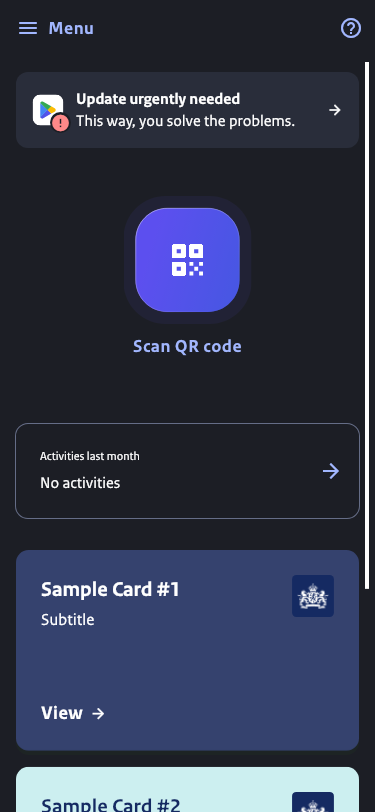 Menu
Update urgently needed
This way, you solve the problems.
Scan QR code
Activities last month
No activities
Sample Card #1
Subtitle
View
Sample Card #2